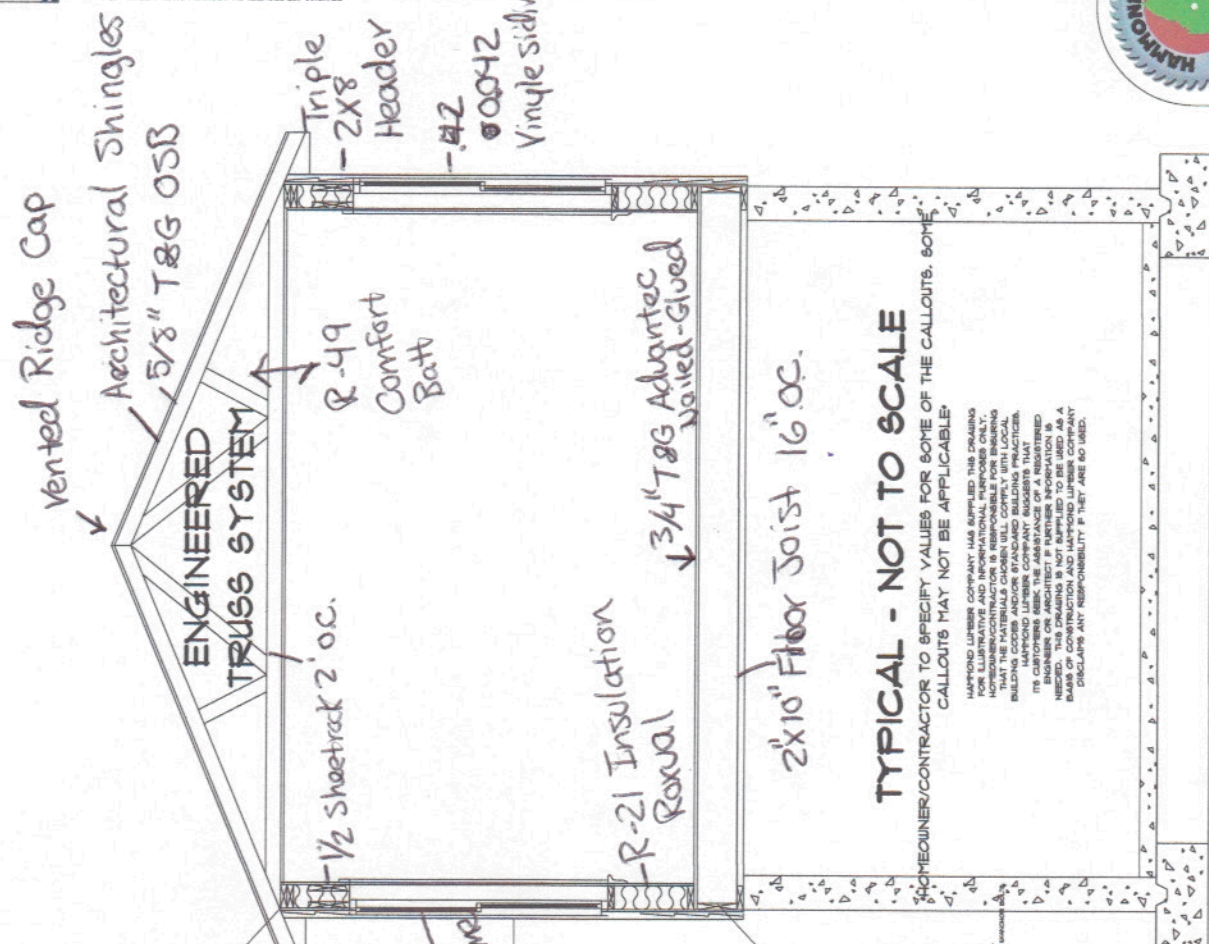 Vented Ridge Cap
Architectural Shingles
5/8" T&G OSB
ENGINEERED
TRUSS SYSTEM
Triple
- 2X8
Header
R-49
Comfort
Batt
-1/2 Sheetrock 2' O.C.
-.42
0.042
Vinyle
-R-21 Insulation
Roxual
3/4" T&G Advantec
Nailed-Glued
2"X10" Floor Joist 16" O.C.
TYPICAL - NOT TO SCALE
HOMEOWNER/CONTRACTOR TO SPECIFY VALUES FOR SOME OF THE CALLOUTS. SOME
CALLOUTS MAY NOT BE APPLICABLE*
HAMMOND LUMBER COMPANY HAS SUPPLIED THIS DRAWING
FOR ILLUSTRATIVE AND INFORMATIONAL PURPOSES ONLY.
HOMEOWNER/CONTRACTOR IS RESPONSIBLE FOR ENSURING
THAT THE MATERIALS CHOSEN WILL COMPLY WITH LOCAL
BUILDING CODES AND/OR STANDARD BUILDING PRACTICES.
HAMMOND LUMBER COMPANY SUGGESTS THAT
ITS CUSTOMERS SEEK THE ASSISTANCE OF A REGISTERED
ENGINEER OR ARCHITECT IF FURTHER INFORMATION IS
NEEDED. THIS DRAWING IS NOT SUPPLIED TO BE USED AS A
BASIS OF CONSTRUCTION AND HAMMOND LUMBER COMPANY
DISCLAIMS ANY RESPONSIBILITY IF THEY ARE SO USED.